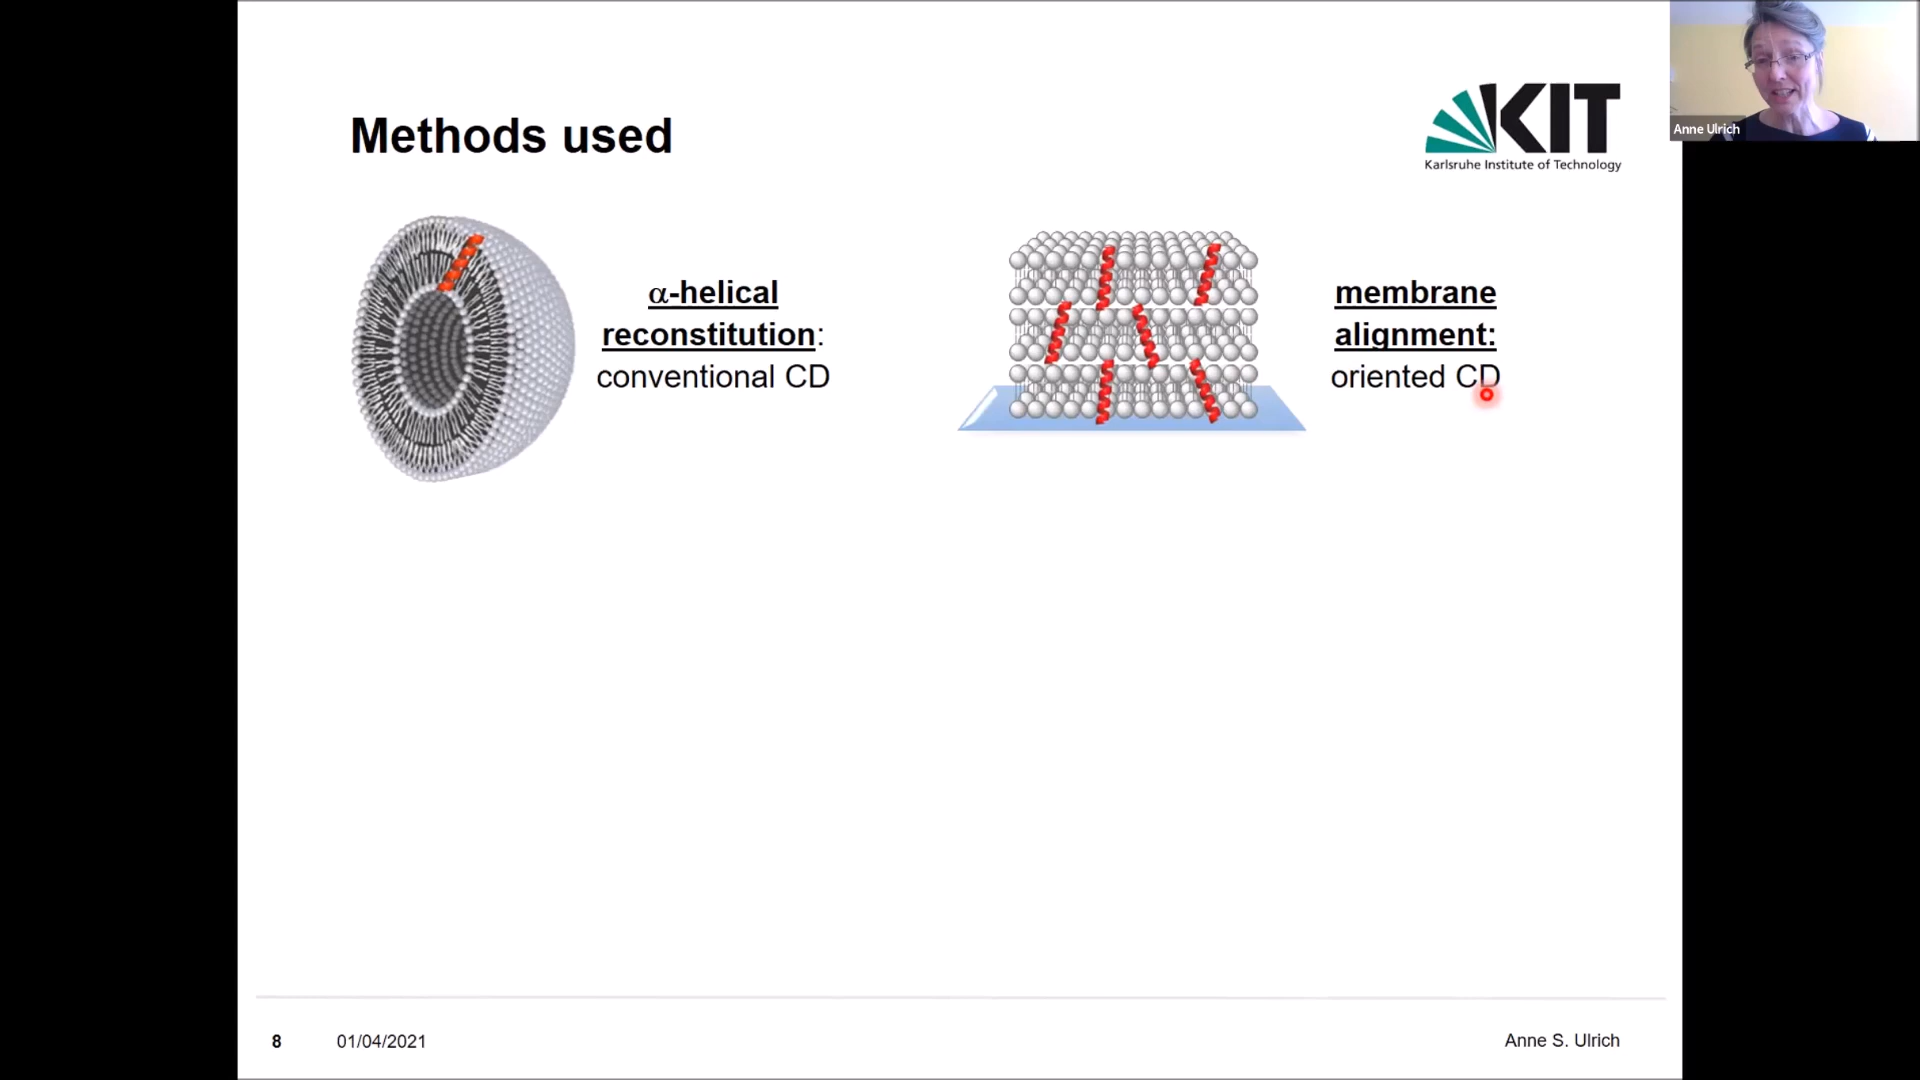 Methods used
KIT
Karlsruhe Institute of Technology
Anne Ulrich
α-helical
reconstitution:
conventional CD
membrane
alignment:
oriented CD
8
01/04/2021
Anne S. Ulrich